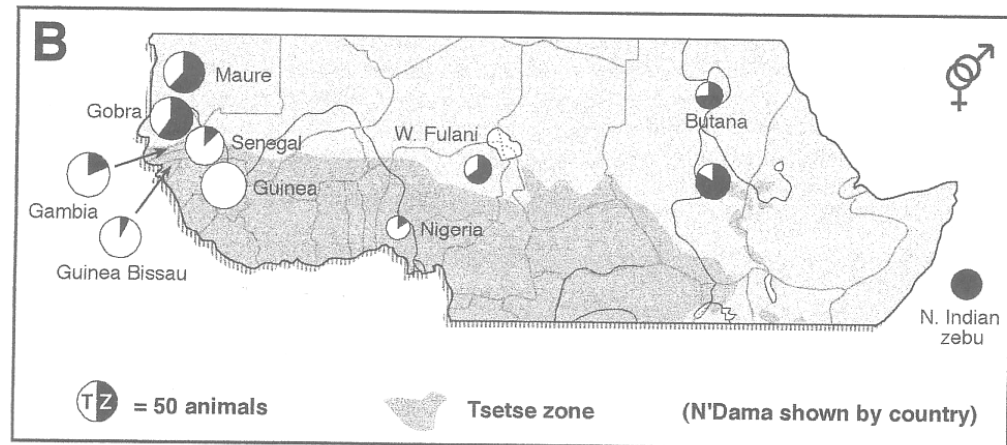 B
Maure
Gobra
Senegal
W. Fulani
Butana
Guinea
Gambia
Nigeria
Guinea Bissau
N. Indian
zebu
T Z = 50 animals
Tsetse zone
(N'Dama shown by country)